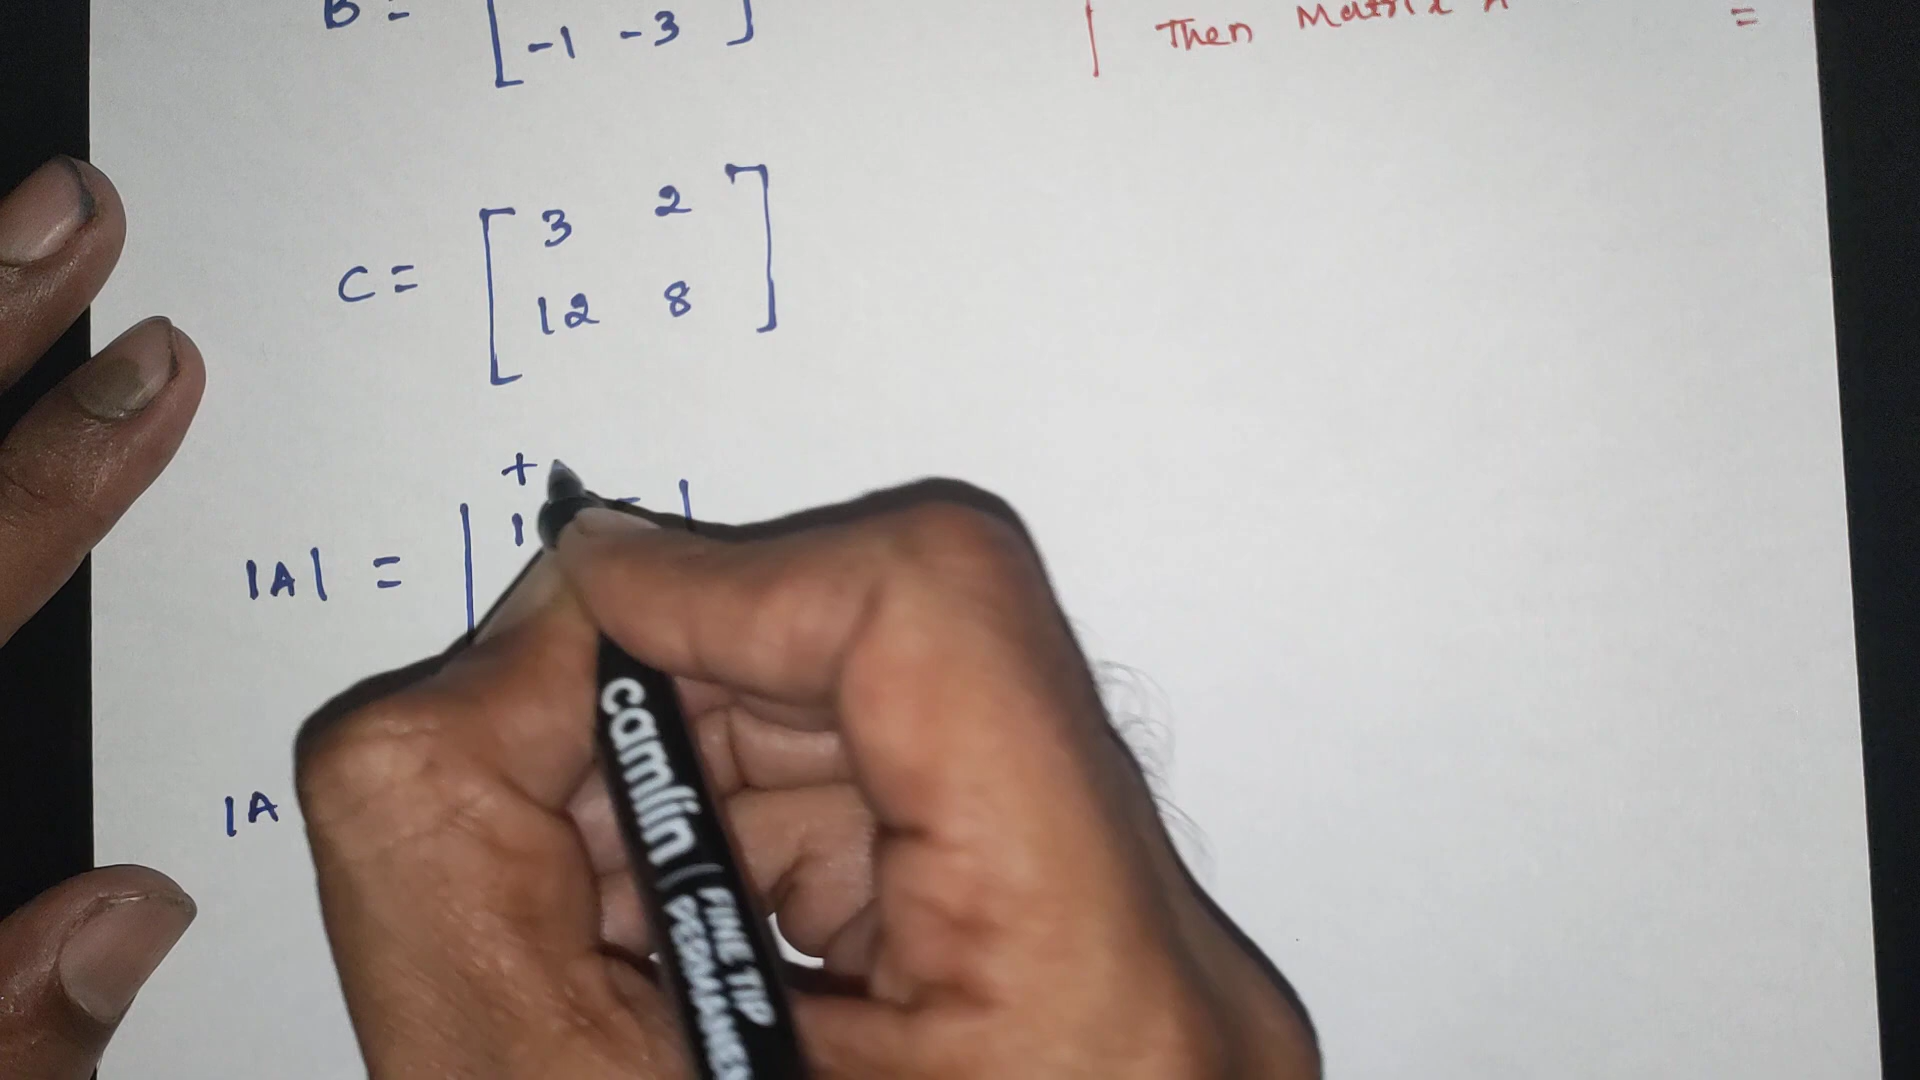 B =
-1 -3
Then Matrix A =
3 2
C =
12 8
+
1
|A| =
|A
camlin
FINE TIP